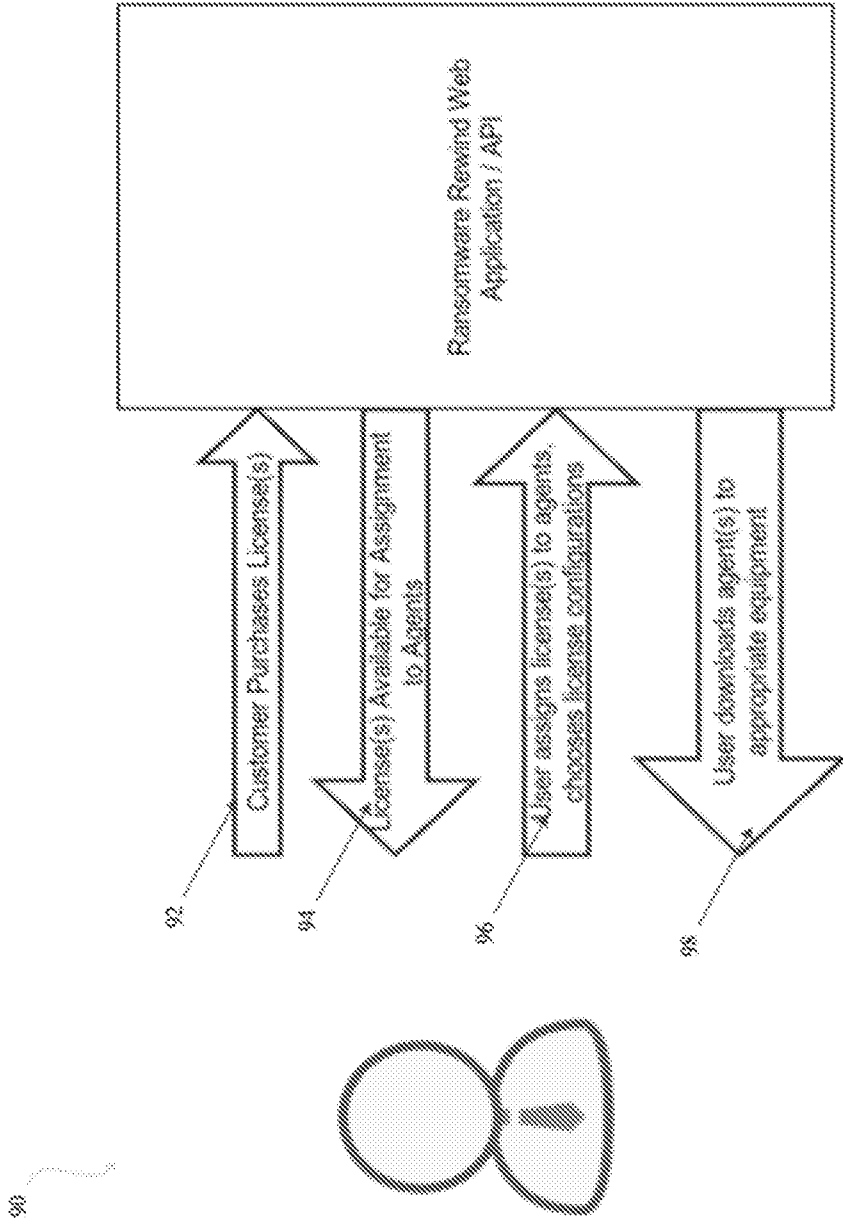 90
92
Customer Purchases License(s)
94
License(s) Available for Assignment
to Agents
96
User assigns license(s) to agents,
chooses license configurations
98
User downloads agent(s) to
appropriate equipment
Ransomware Rewind Web
Application / API